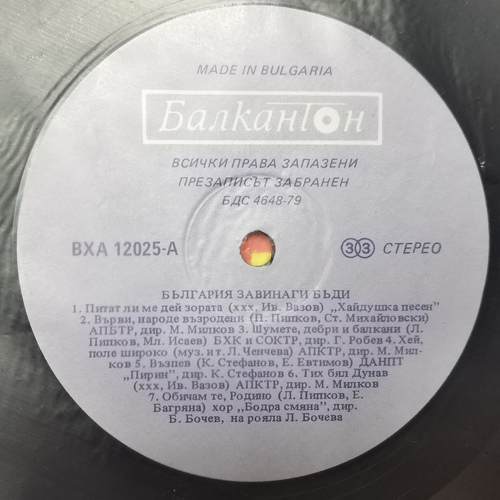 MADE IN BULGARIA
Балкантон
ВСИЧКИ ПРАВА ЗАПАЗЕНИ
ПРЕЗАПИСЪТ ЗАБРАНЕН
БДС 4648-79
ВХА 12025-А
33 СТЕРЕО
БЪЛГАРИЯ ЗАВИНАГИ БЪДИ
1. Питат ли ме дей зората (ххх, Ив. Вазов) „Хайдушка песен"
2. Върви, народе възродени (П. Пипков, Ст. Михайловски)
АПБТР, дир. М. Милков 3. Шумете, дебри и балкани (Л.
Пипков, Мл. Исаев) БХК и СОКТР, дир. Г. Робев 4. Хей,
поле широко (муз. и т. Л. Ченчева) АПКТР, дир. М. Мил-
ков 5. Възпев (К. Стефанов, Е. Евтимов) ДАНПТ
„Пирин", дир. К. Стефанов 6. Тих бял Дунав
(ххх, Ив. Вазов) АПКТР, дир. М. Милков
7. Обичам те, Родино (Л. Пипков, Е.
Багряна) хор „Бодра смяна", дир.
Б. Бочев, на рояла Л. Бочева